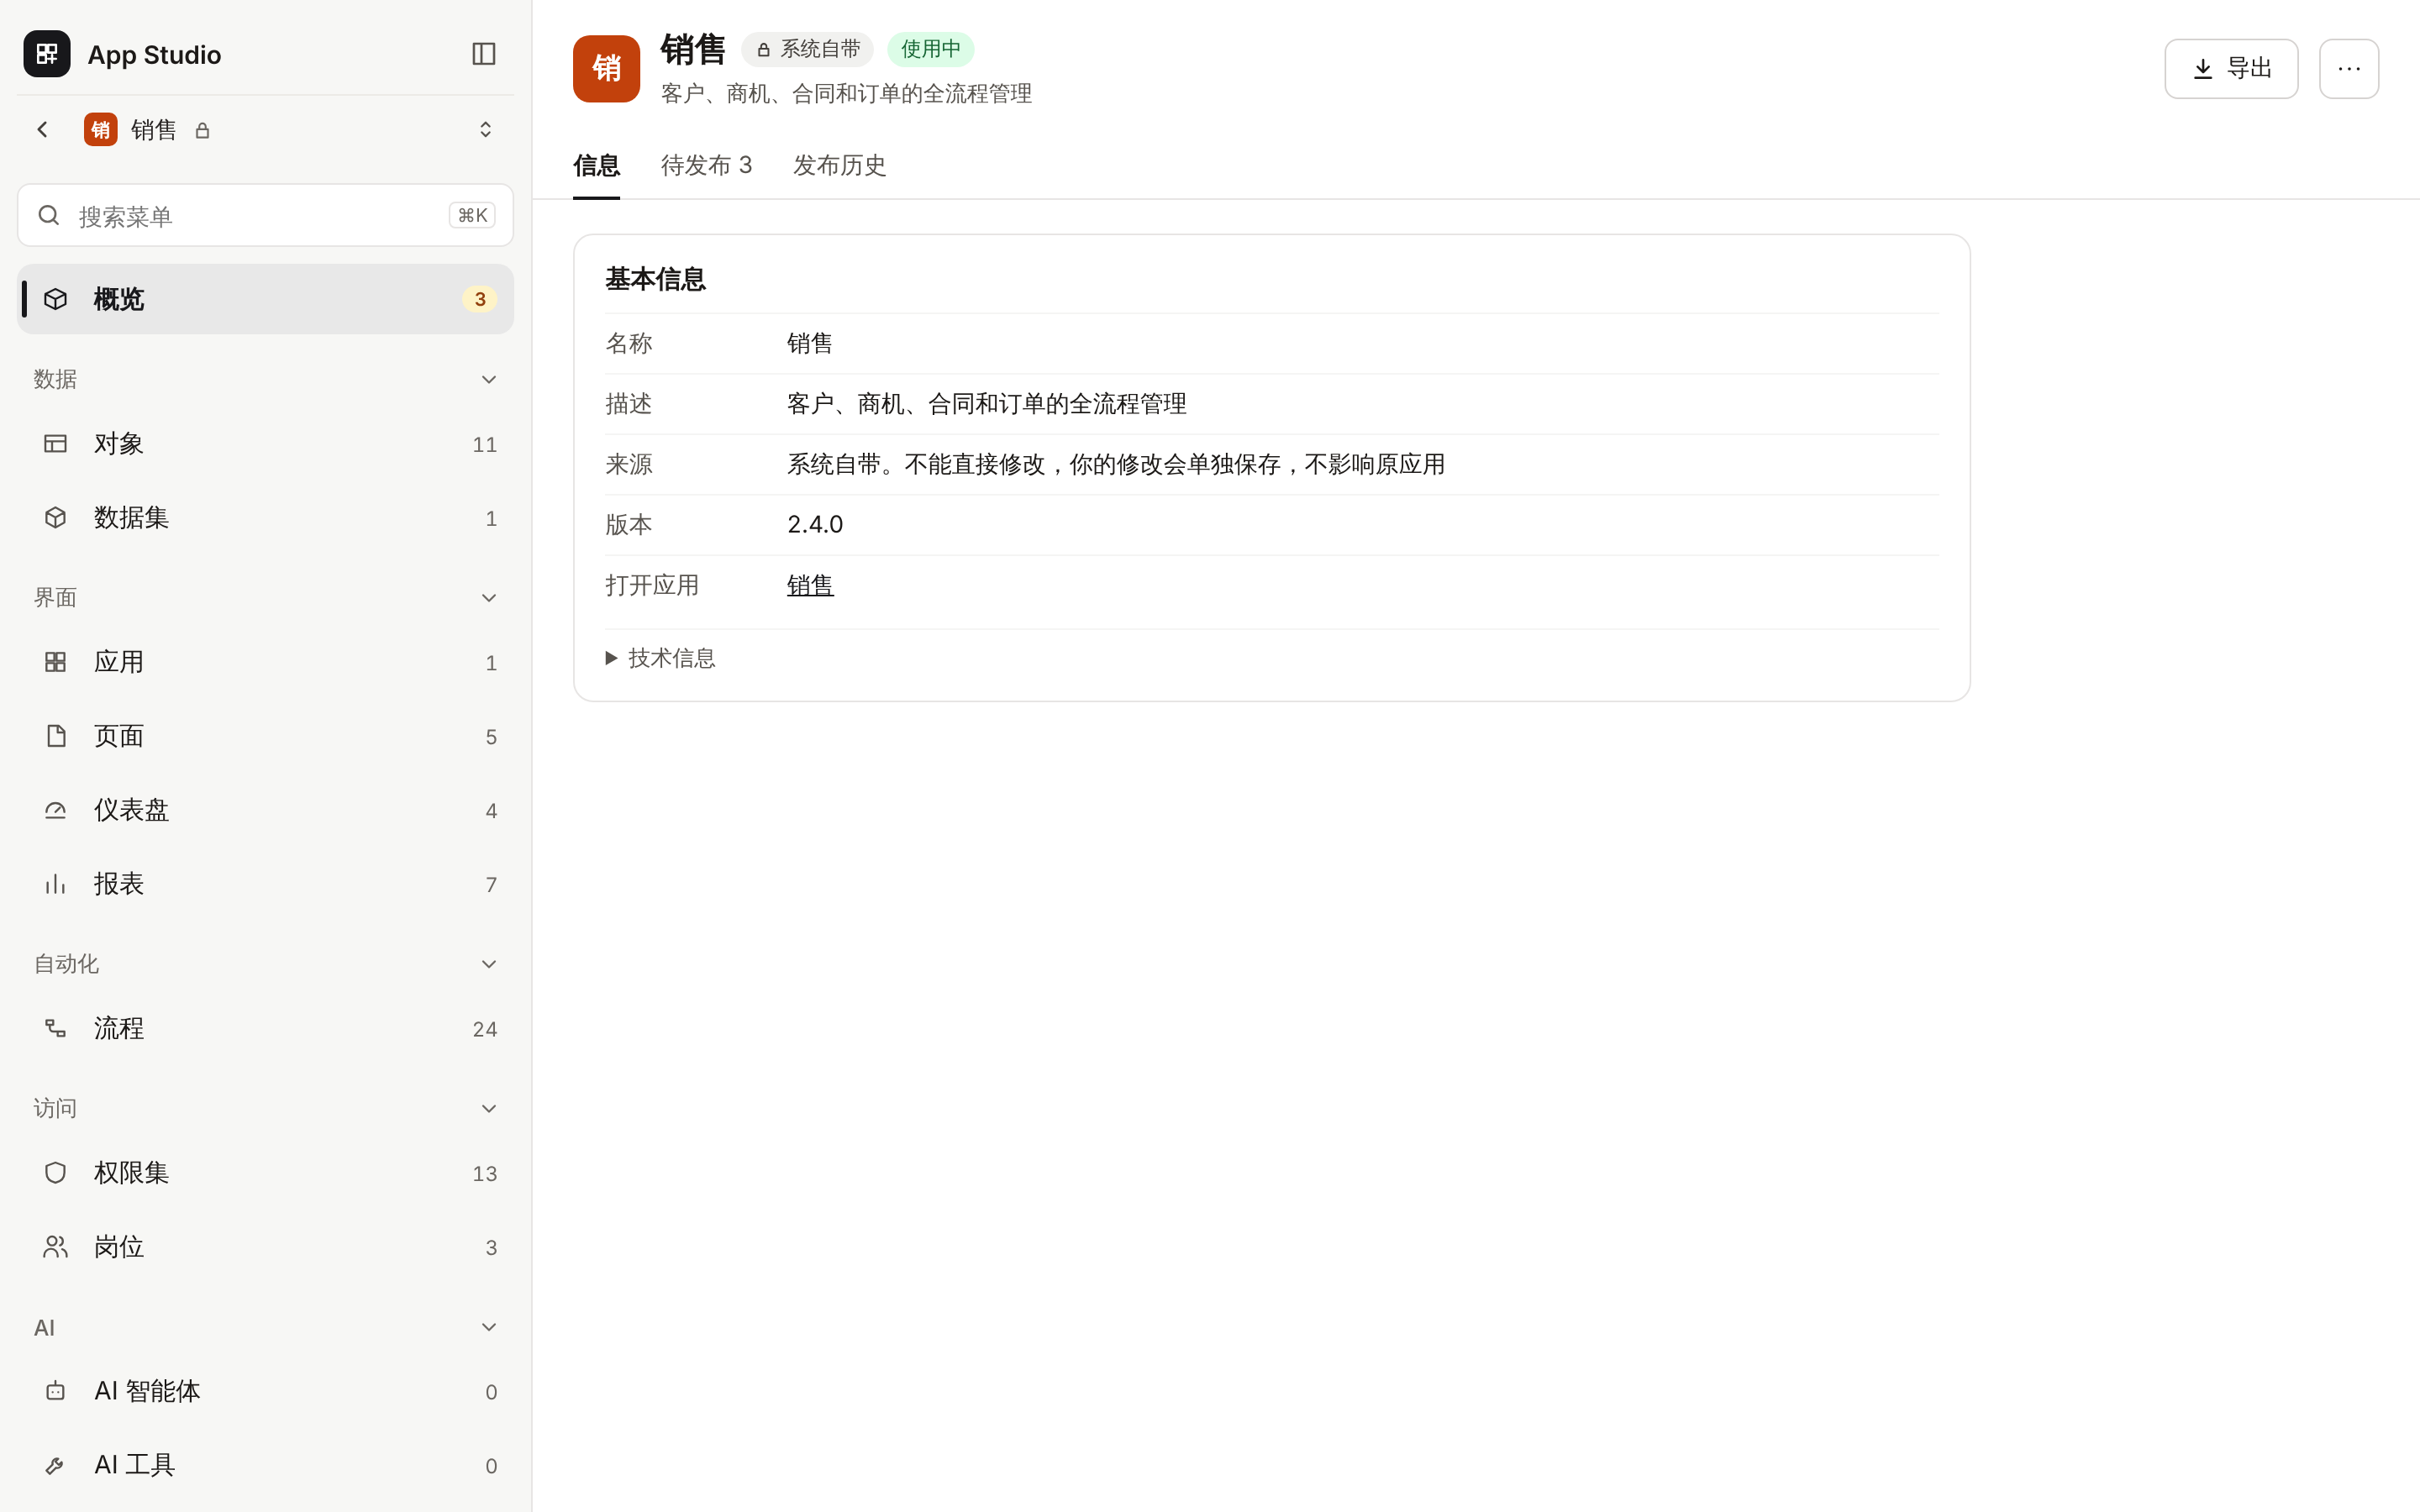 App Studio
销 销售
搜索菜单 ⌘K
概览 3
数据
对象 11
数据集 1
界面
应用 1
页面 5
仪表盘 4
报表 7
自动化
流程 24
访问
权限集 13
岗位 3
AI
AI 智能体 0
AI 工具 0
销
销售 系统自带 使用中
客户、商机、合同和订单的全流程管理
导出 ···
信息 待发布 3 发布历史
基本信息
名称 销售
描述 客户、商机、合同和订单的全流程管理
来源 系统自带。不能直接修改，你的修改会单独保存，不影响原应用
版本 2.4.0
打开应用 销售
技术信息